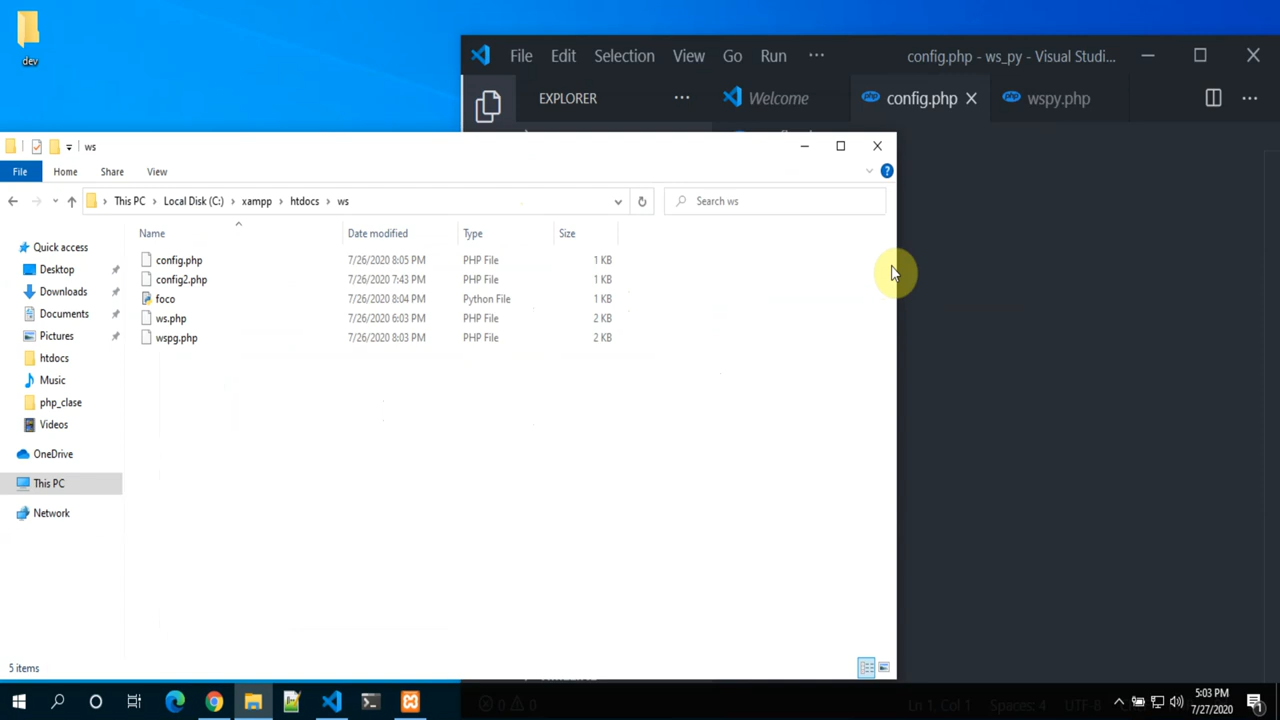 dev
File Edit Selection View Go Run ··· config.php - ws_py - Visual Studi...
EXPLORER ··· Welcome config.php wspy.php ···
ws
File Home Share View
This PC > Local Disk (C:) > xampp > htdocs > ws
Search ws
Name Date modified Type Size
config.php 7/26/2020 8:05 PM PHP File 1 KB
config2.php 7/26/2020 7:43 PM PHP File 1 KB
foco 7/26/2020 8:04 PM Python File 1 KB
ws.php 7/26/2020 6:03 PM PHP File 2 KB
wspg.php 7/26/2020 8:03 PM PHP File 2 KB
Quick access
Desktop
Downloads
Documents
Pictures
htdocs
Music
php_clase
Videos
OneDrive
This PC
Network
5 items
0 0
Ln 1, Col 1 Spaces: 4 UTF-8
5:03 PM
7/27/2020
1